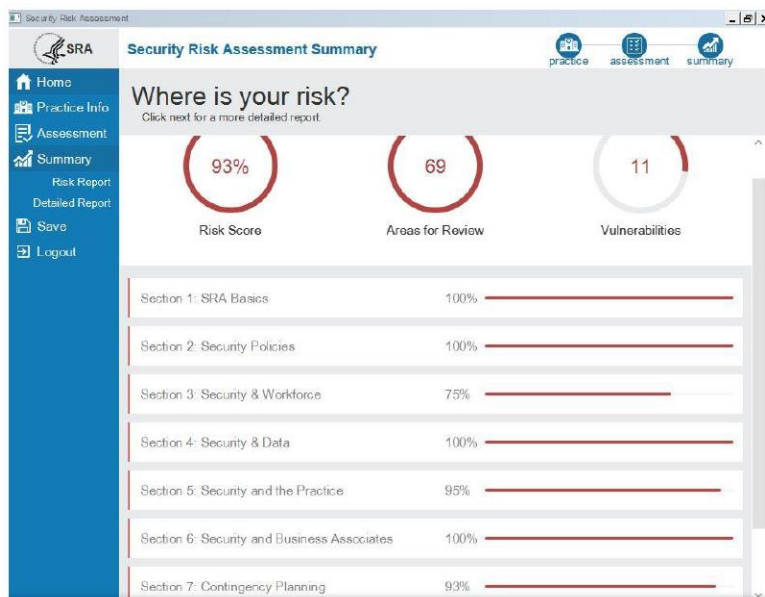 Security Risk Assessment
SRA
Security Risk Assessment Summary
practice
assessment
summary
Home
Practice Info
Assessment
Summary
Risk Report
Detailed Report
Save
Logout
Where is your risk?
Click next for a more detailed report.
93%
69
11
Risk Score
Areas for Review
Vulnerabilities
Section 1: SRA Basics 100%
Section 2: Security Policies 100%
Section 3: Security & Workforce 75%
Section 4: Security & Data 100%
Section 5: Security and the Practice 95%
Section 6: Security and Business Associates 100%
Section 7: Contingency Planning 93%